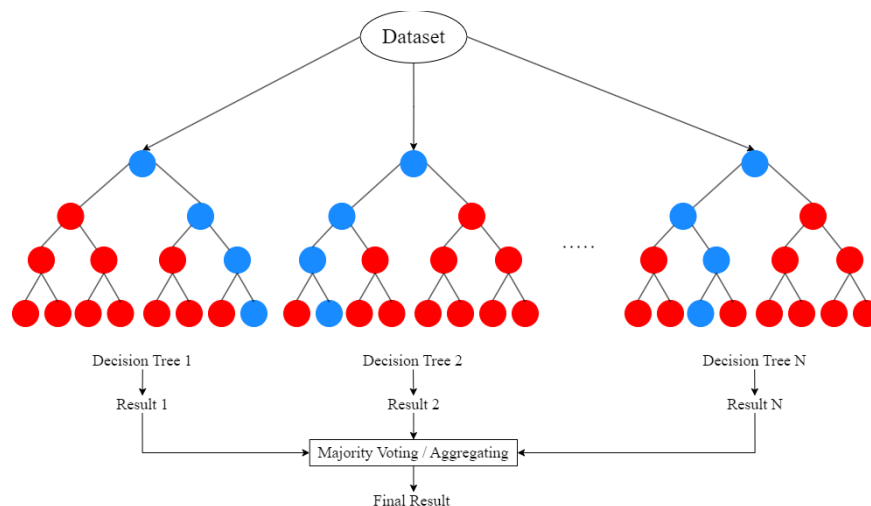 Dataset
.....
Decision Tree 1
Decision Tree 2
Decision Tree N
Result 1
Result 2
Result N
Majority Voting / Aggregating
Final Result